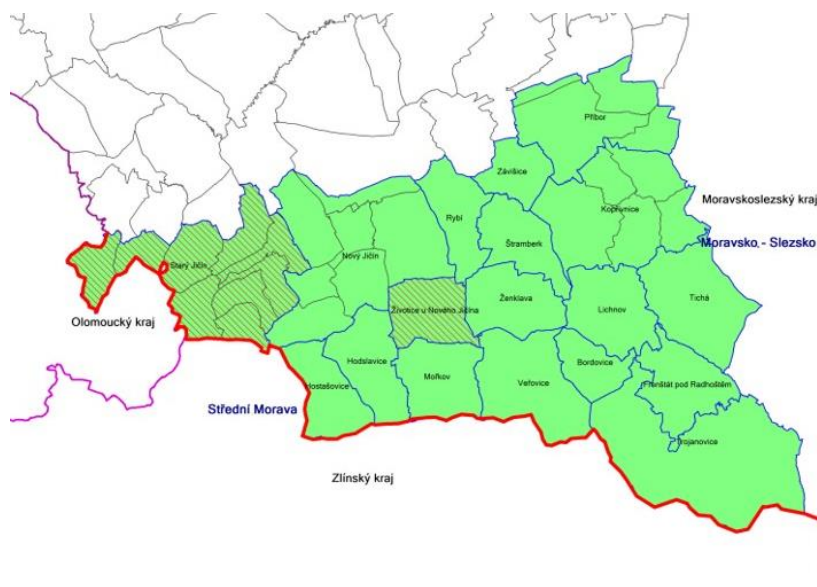 Příbor
Závišice
Moravskoslezský kraj
Kopřivnice
Rybí
Moravsko - Slezsko
Štramberk
Nový Jičín
Starý Jičín
Tichá
Ženklava
Lichnov
Životice u Nového Jičína
Olomoucký kraj
Hodslavice
Bordovice
Mořkov
Veřovice
Hostašovice
Frenštát pod Radhoštěm
Střední Morava
Trojanovice
Zlínský kraj